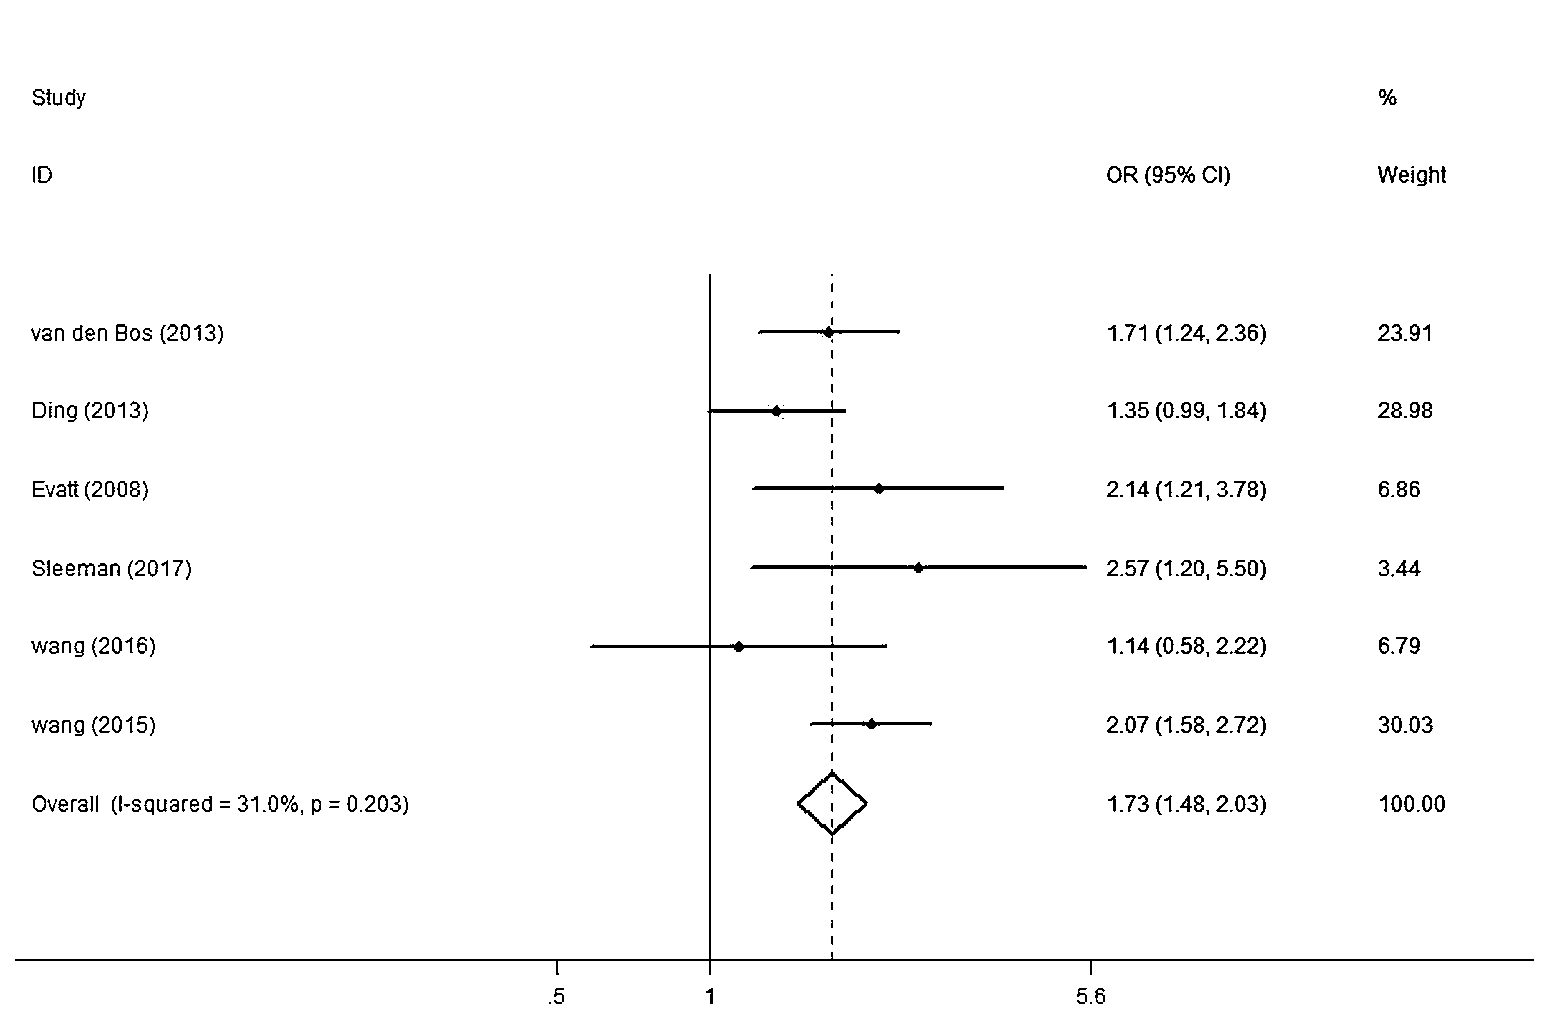 Study %
ID OR (95% CI) Weight
van den Bos (2013) 1.71 (1.24, 2.36) 23.91
Ding (2013) 1.35 (0.99, 1.84) 28.98
Evatt (2008) 2.14 (1.21, 3.78) 6.86
Sleeman (2017) 2.57 (1.20, 5.50) 3.44
wang (2016) 1.14 (0.58, 2.22) 6.79
wang (2015) 2.07 (1.58, 2.72) 30.03
Overall (I-squared = 31.0%, p = 0.203) 1.73 (1.48, 2.03) 100.00
.5 1 5.6